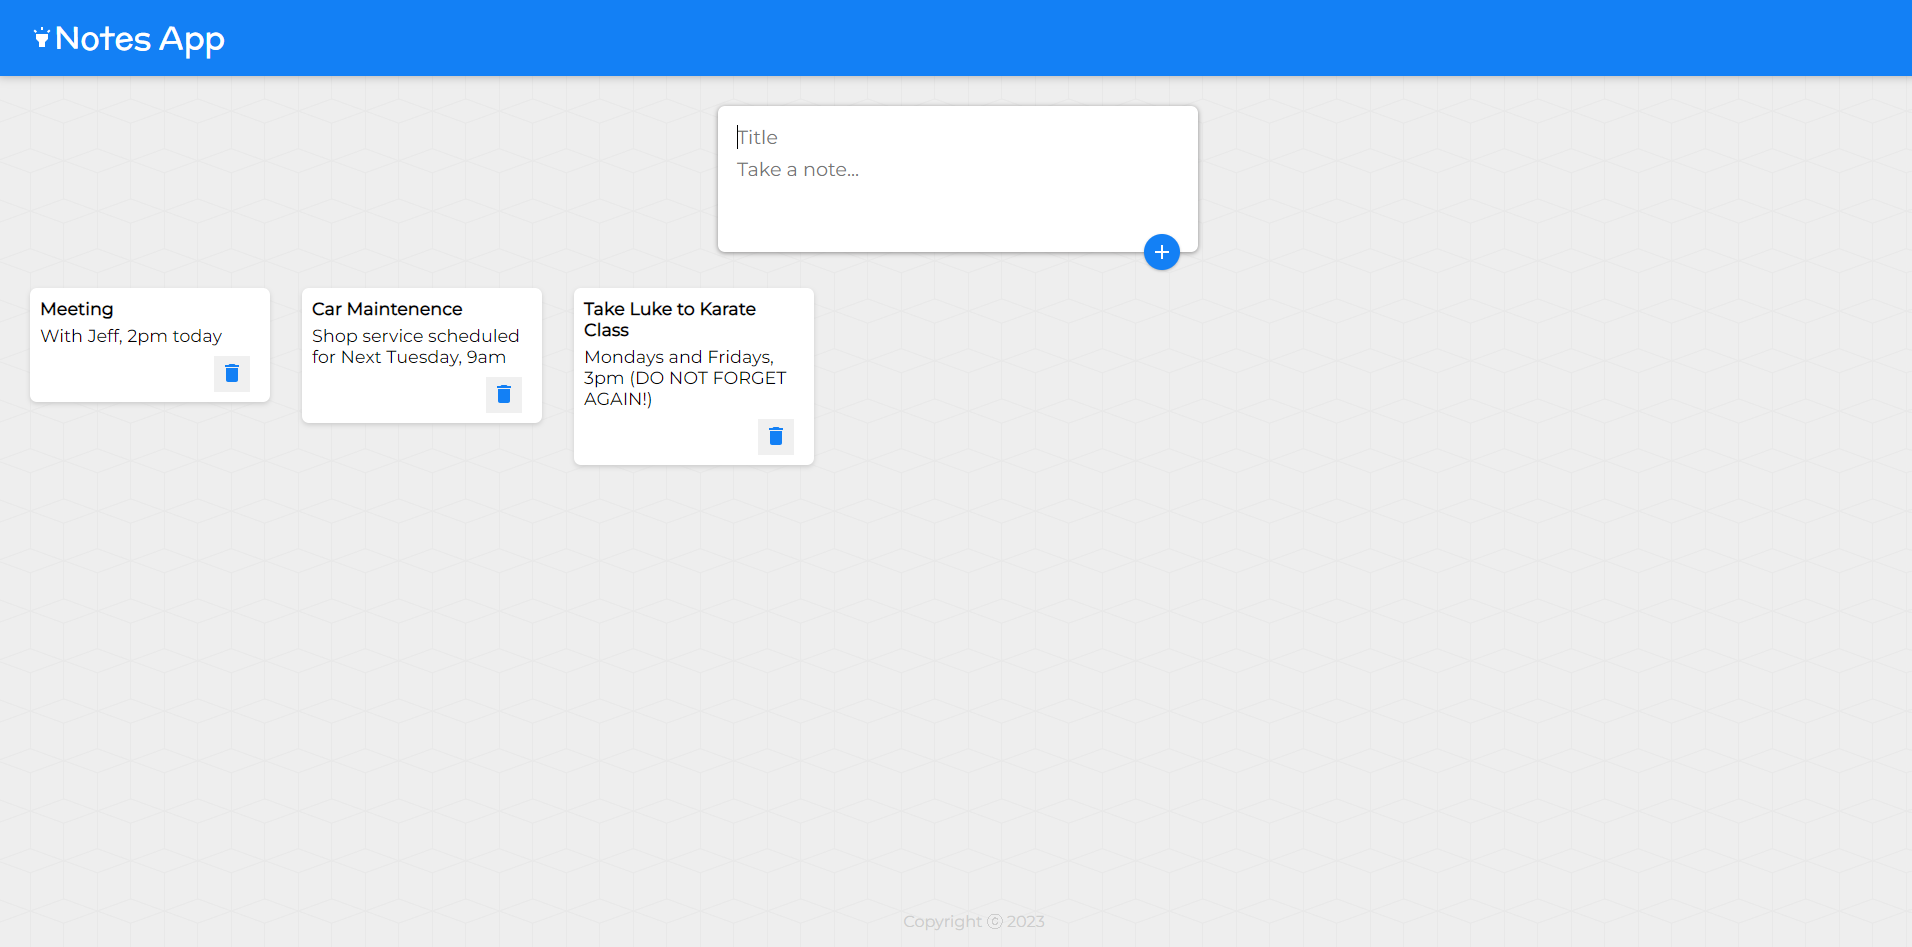 Notes App
Title
Take a note...
Meeting
With Jeff, 2pm today
Car Maintenence
Shop service scheduled
for Next Tuesday, 9am
Take Luke to Karate
Class
Mondays and Fridays,
3pm (DO NOT FORGET
AGAIN!)
Copyright ⓒ 2023